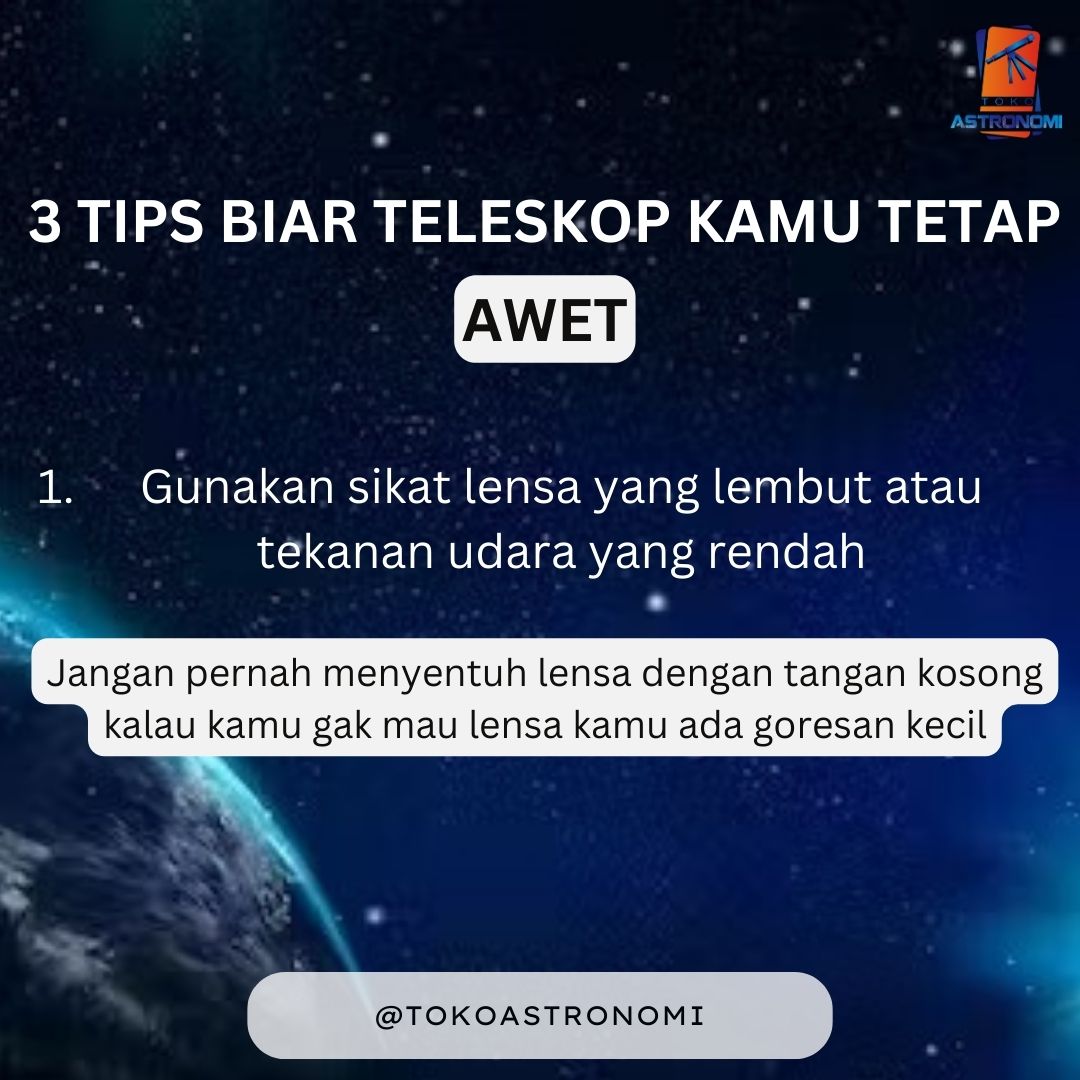 TOKO
ASTRONOMI
3 TIPS BIAR TELESKOP KAMU TETAP
AWET
1. Gunakan sikat lensa yang lembut atau
tekanan udara yang rendah
Jangan pernah menyentuh lensa dengan tangan kosong
kalau kamu gak mau lensa kamu ada goresan kecil
@TOKOASTRONOMI